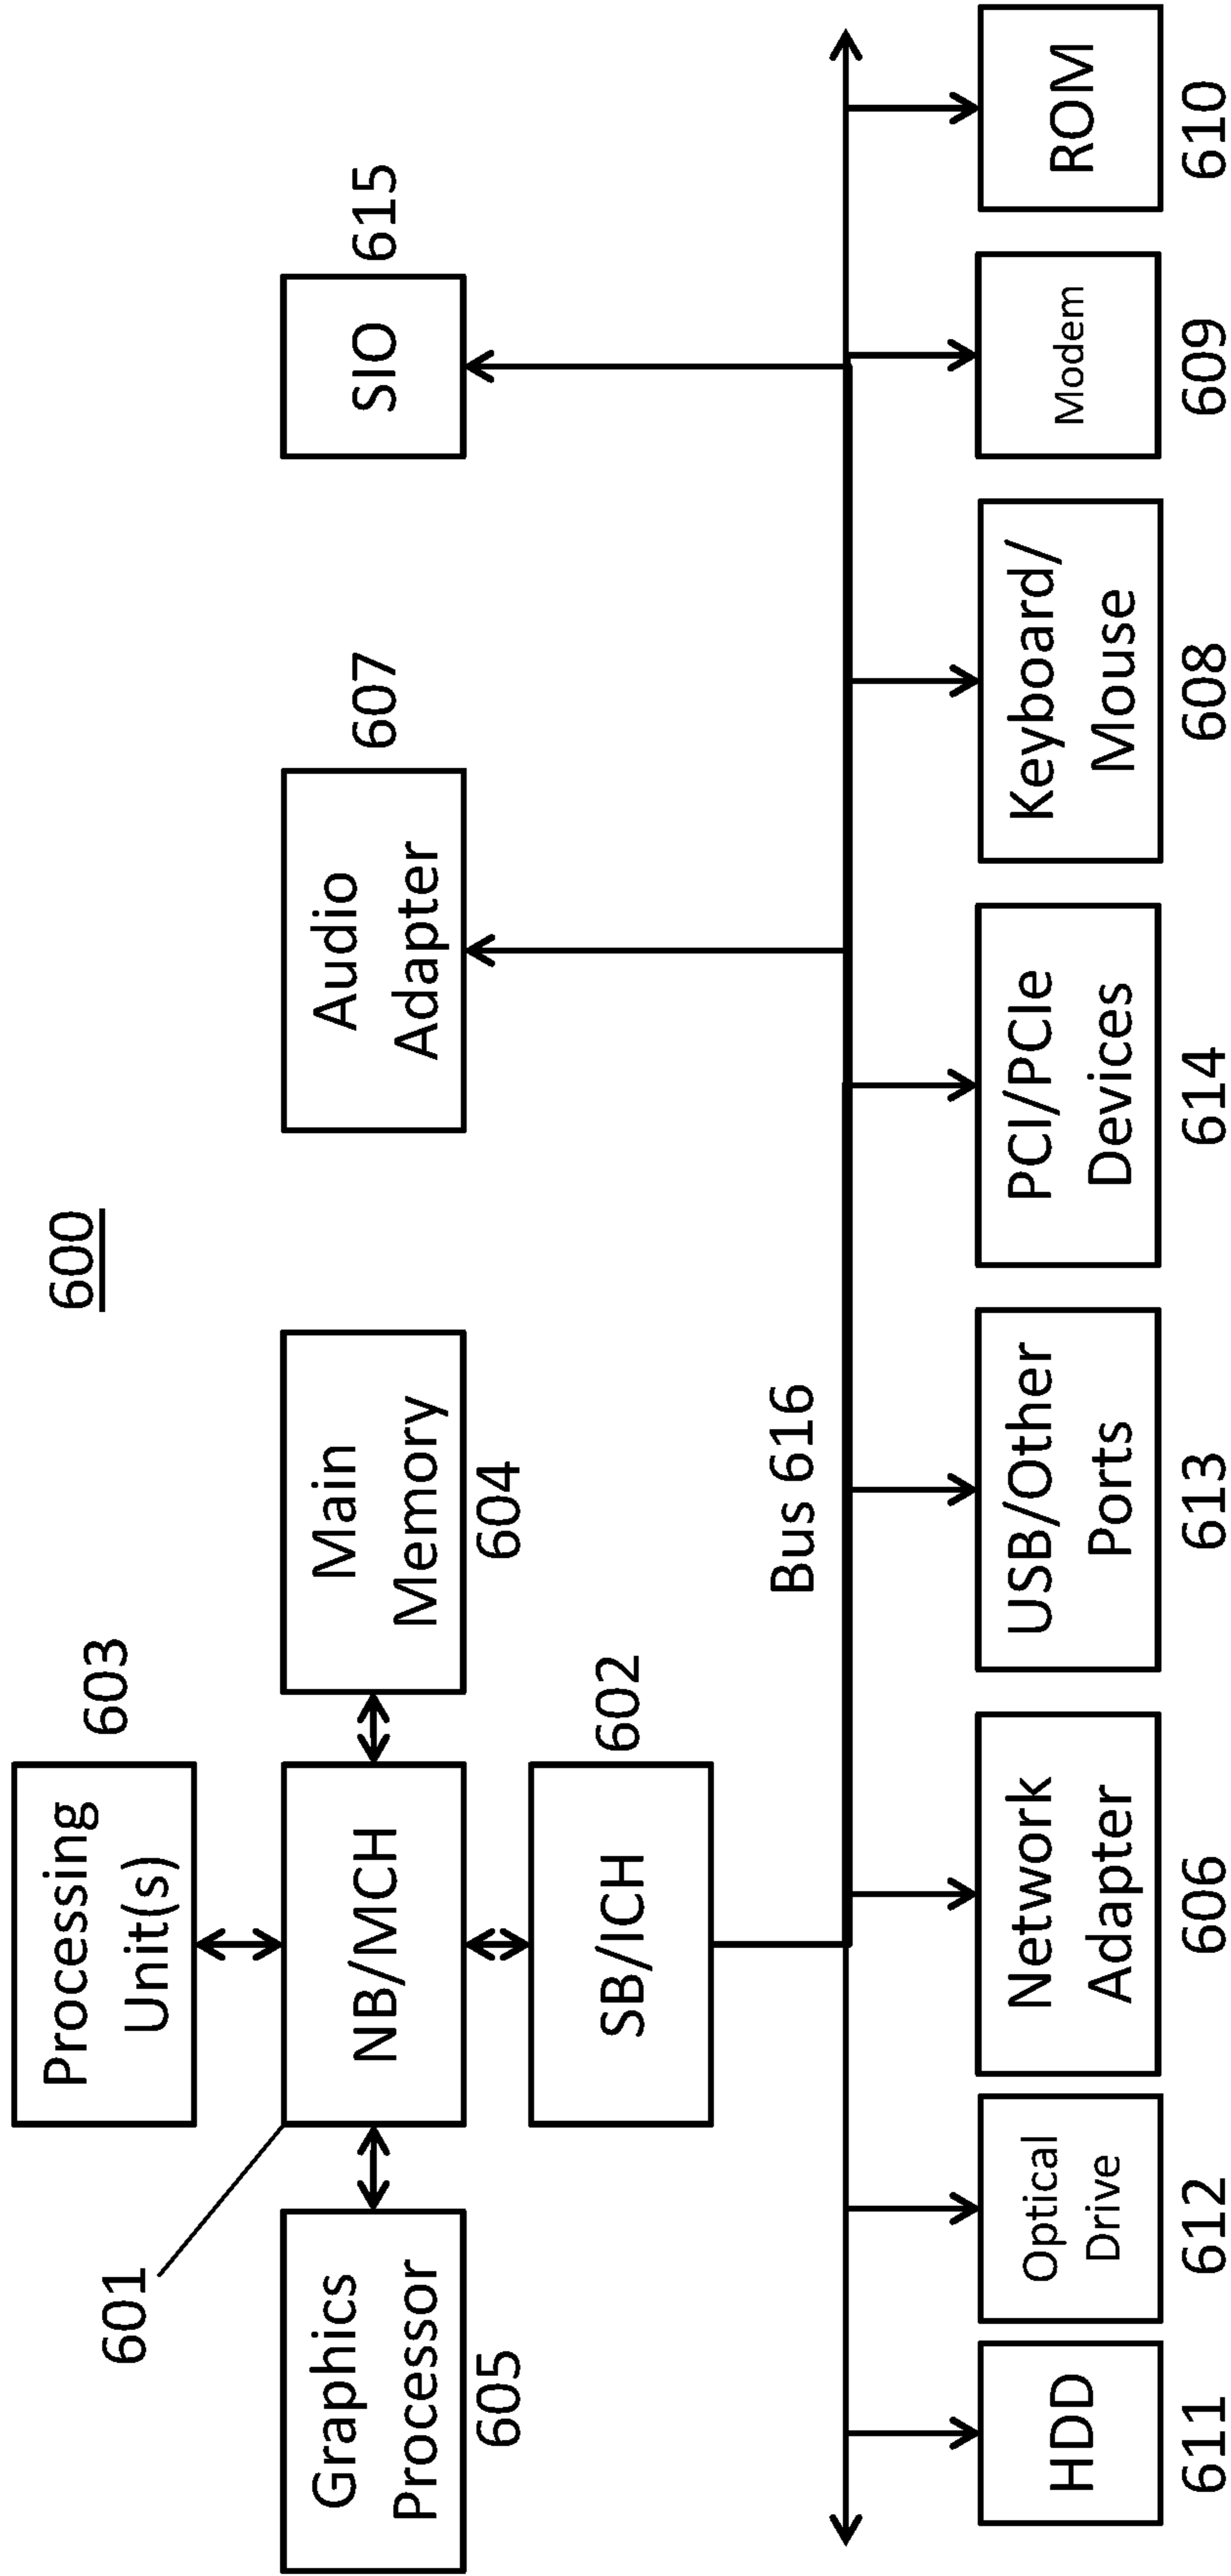 600
Processing
Unit(s)
603
601
Graphics
Processor
605
NB/MCH
Main
Memory
604
Audio
Adapter
607
SIO
615
SB/ICH
602
Bus 616
HDD
611
Optical
Drive
612
Network
Adapter
606
USB/Other
Ports
613
PCI/PCIe
Devices
614
Keyboard/
Mouse
608
Modem
609
ROM
610